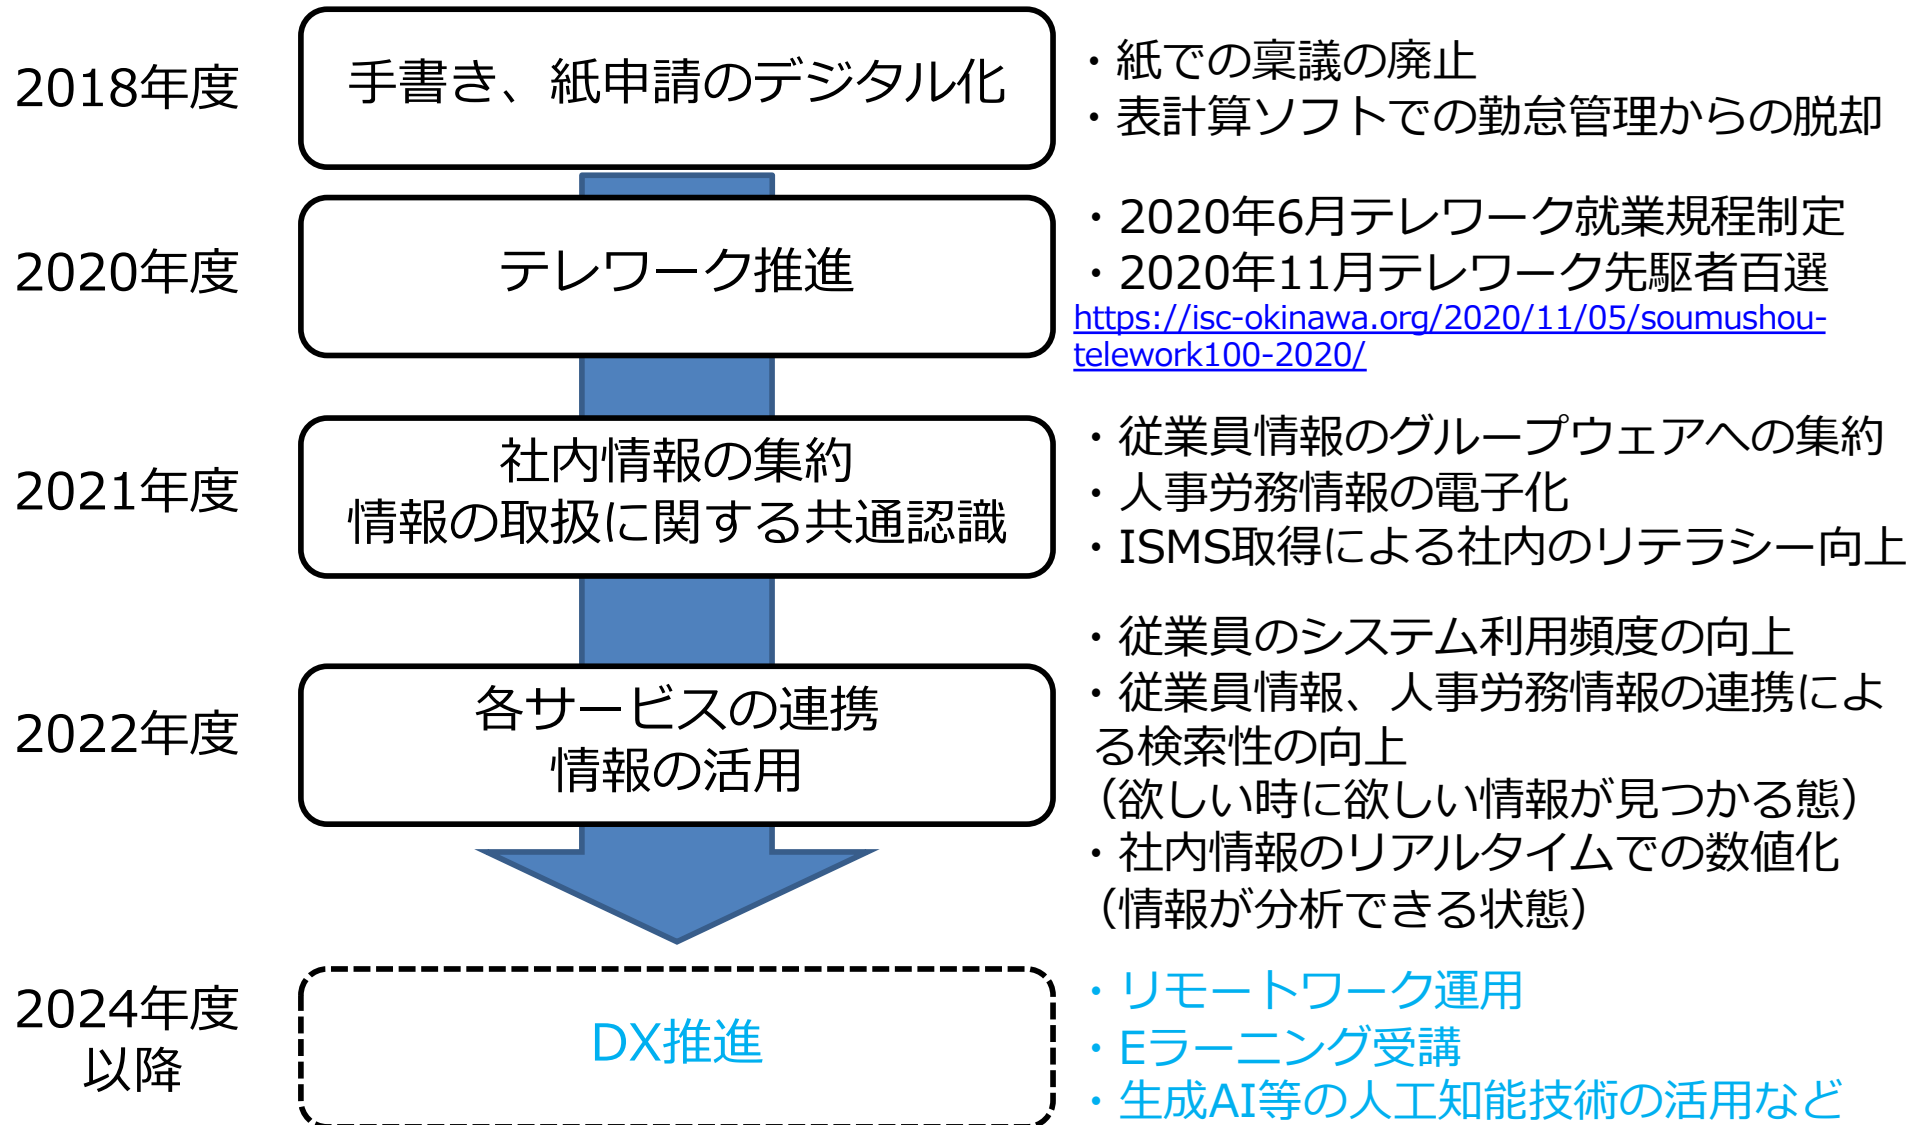 2018年度
手書き、紙申請のデジタル化
・紙での稟議の廃止
・表計算ソフトでの勤怠管理からの脱却
2020年度
テレワーク推進
・2020年6月テレワーク就業規程制定
・2020年11月テレワーク先駆者百選
https://isc-okinawa.org/2020/11/05/soumushou-
telework100-2020/
2021年度
社内情報の集約
情報の取扱に関する共通認識
・従業員情報のグループウェアへの集約
・人事労務情報の電子化
・ISMS取得による社内のリテラシー向上
2022年度
各サービスの連携
情報の活用
・従業員のシステム利用頻度の向上
・従業員情報、人事労務情報の連携によ
る検索性の向上
（欲しい時に欲しい情報が見つかる態）
・社内情報のリアルタイムでの数値化
（情報が分析できる状態）
2024年度
以降
DX推進
・リモートワーク運用
・Eラーニング受講
・生成AI等の人工知能技術の活用など